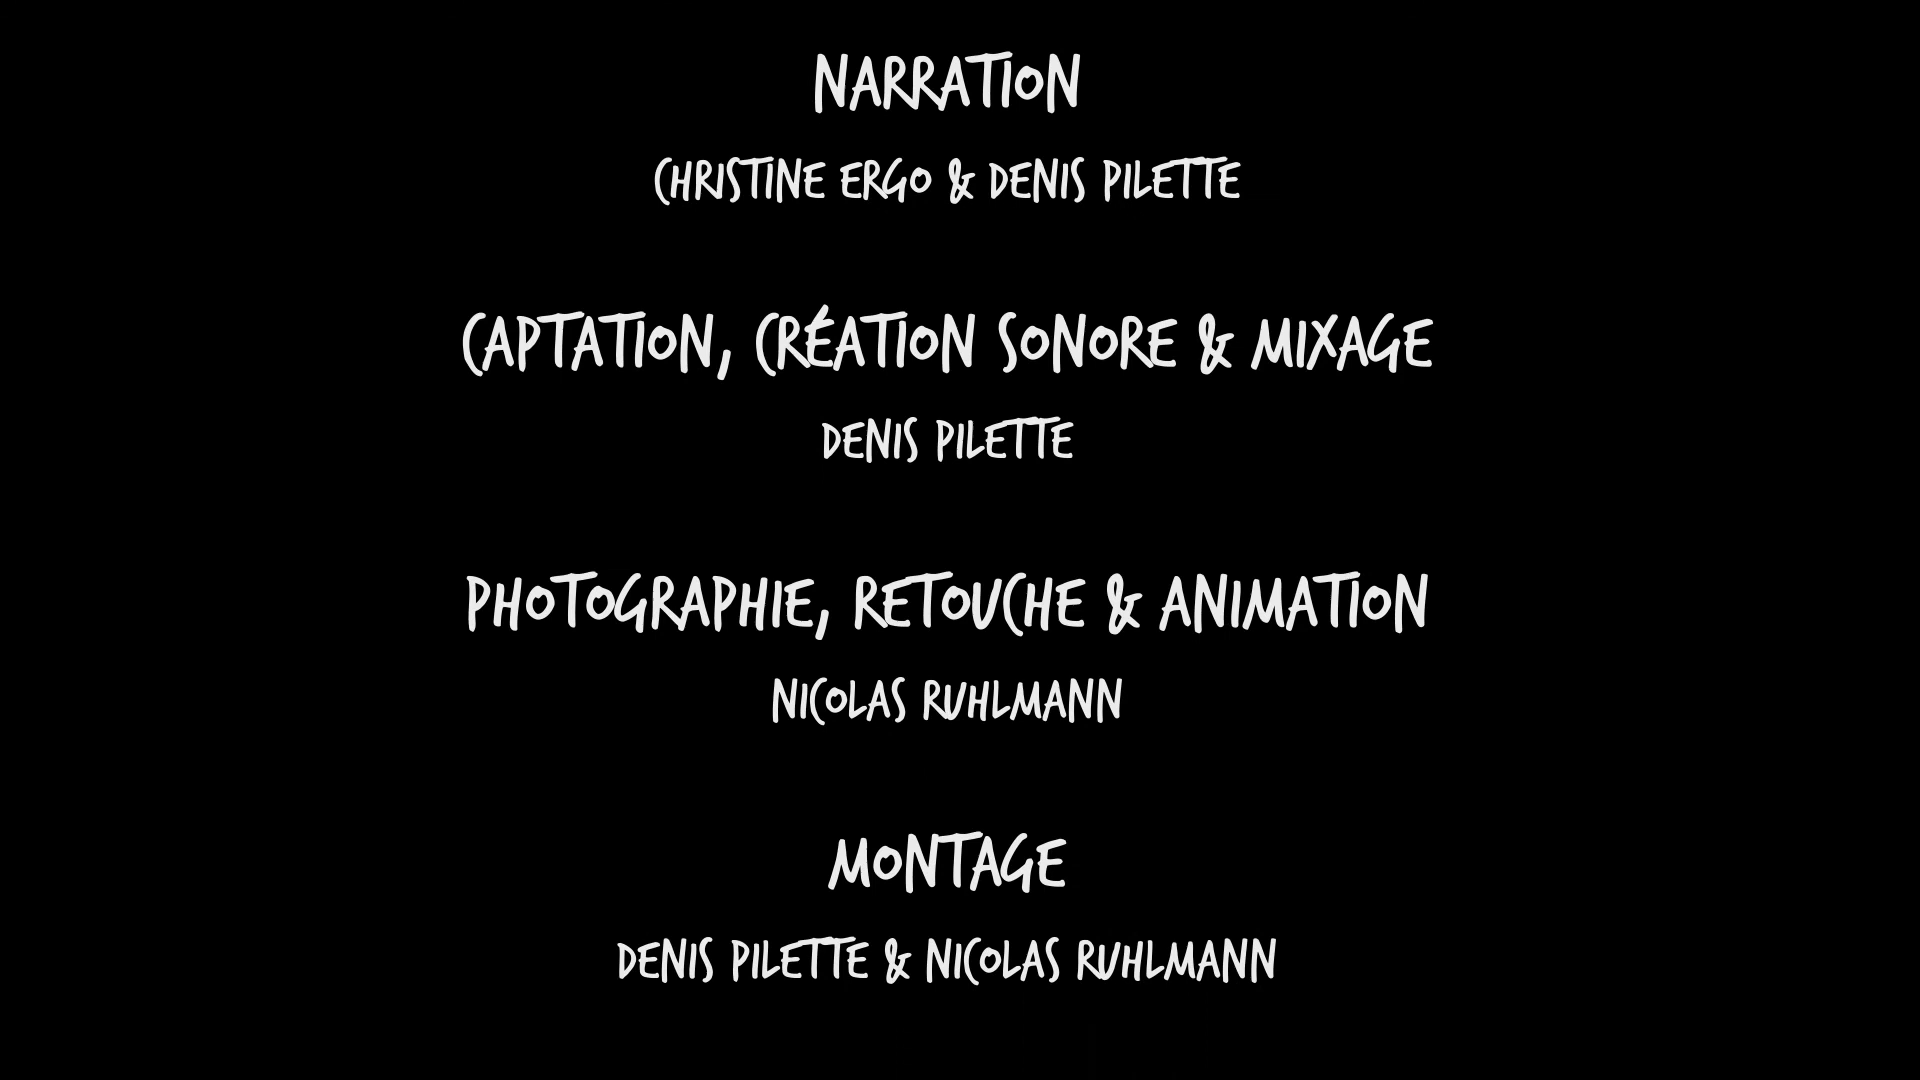 NARRATION
CHRISTINE ERGO & DENIS PILETTE
CAPTATION, CRÉATION SONORE & MIXAGE
DENIS PILETTE
PHOTOGRAPHIE, RETOUCHE & ANIMATION
NICOLAS RUHLMANN
MONTAGE
DENIS PILETTE & NICOLAS RUHLMANN